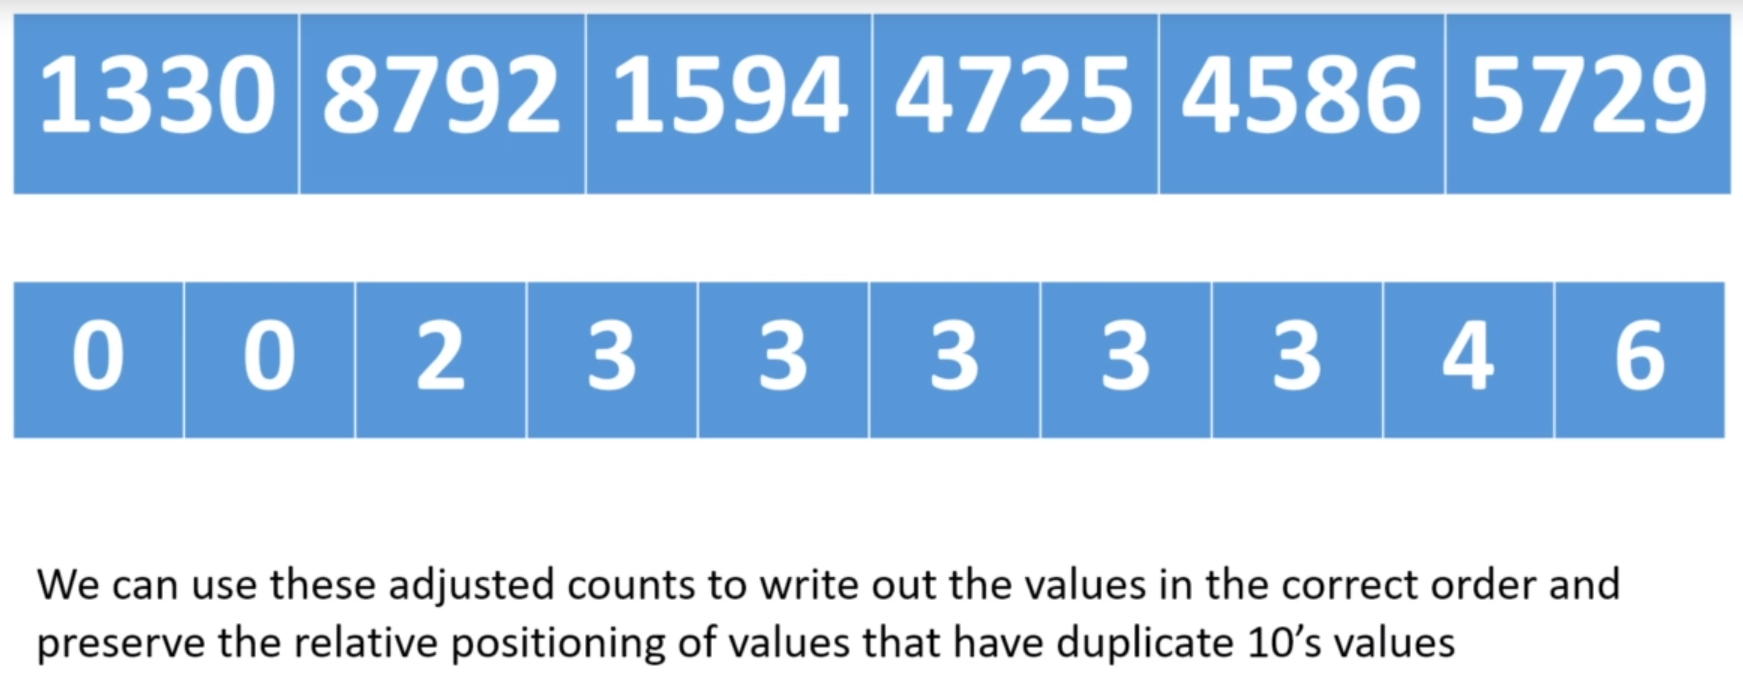 1330 8792 1594 4725 4586 5729
0 0 2 3 3 3 3 3 4 6
We can use these adjusted counts to write out the values in the correct order and
preserve the relative positioning of values that have duplicate 10’s values